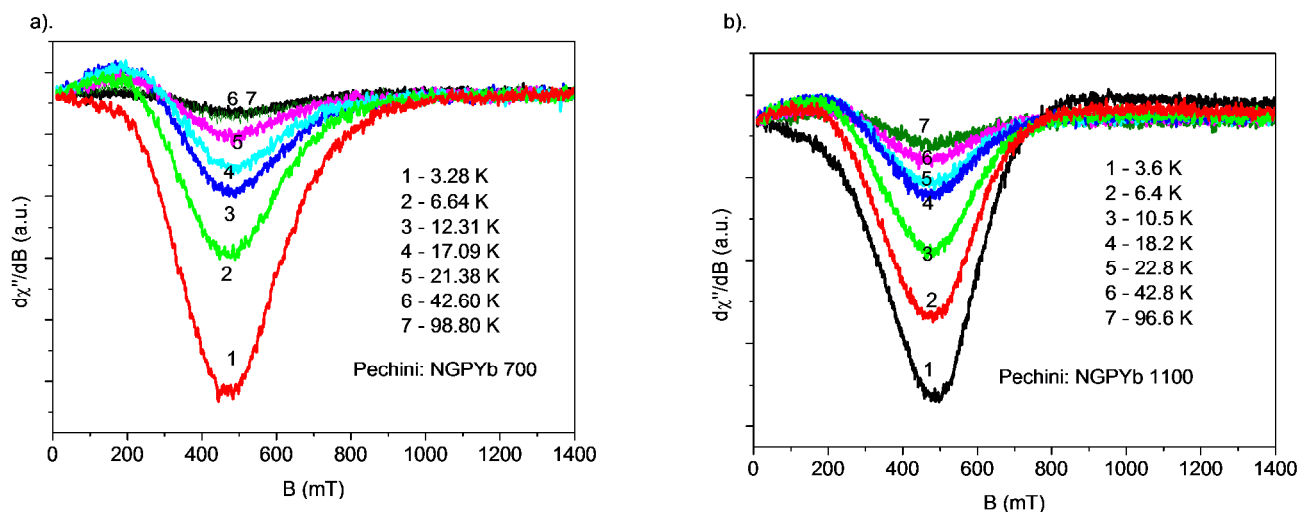 a).
dχ"/dB (a.u.)
6 7
5
4
3
2
1
1 - 3.28 K
2 - 6.64 K
3 - 12.31 K
4 - 17.09 K
5 - 21.38 K
6 - 42.60 K
7 - 98.80 K
Pechini: NGPYb 700
0 200 400 600 800 1000 1200 1400
B (mT)
b).
dχ"/dB (a.u.)
7
6
5
4
3
2
1
1 - 3.6 K
2 - 6.4 K
3 - 10.5 K
4 - 18.2 K
5 - 22.8 K
6 - 42.8 K
7 - 96.6 K
Pechini: NGPYb 1100
0 200 400 600 800 1000 1200 1400
B (mT)